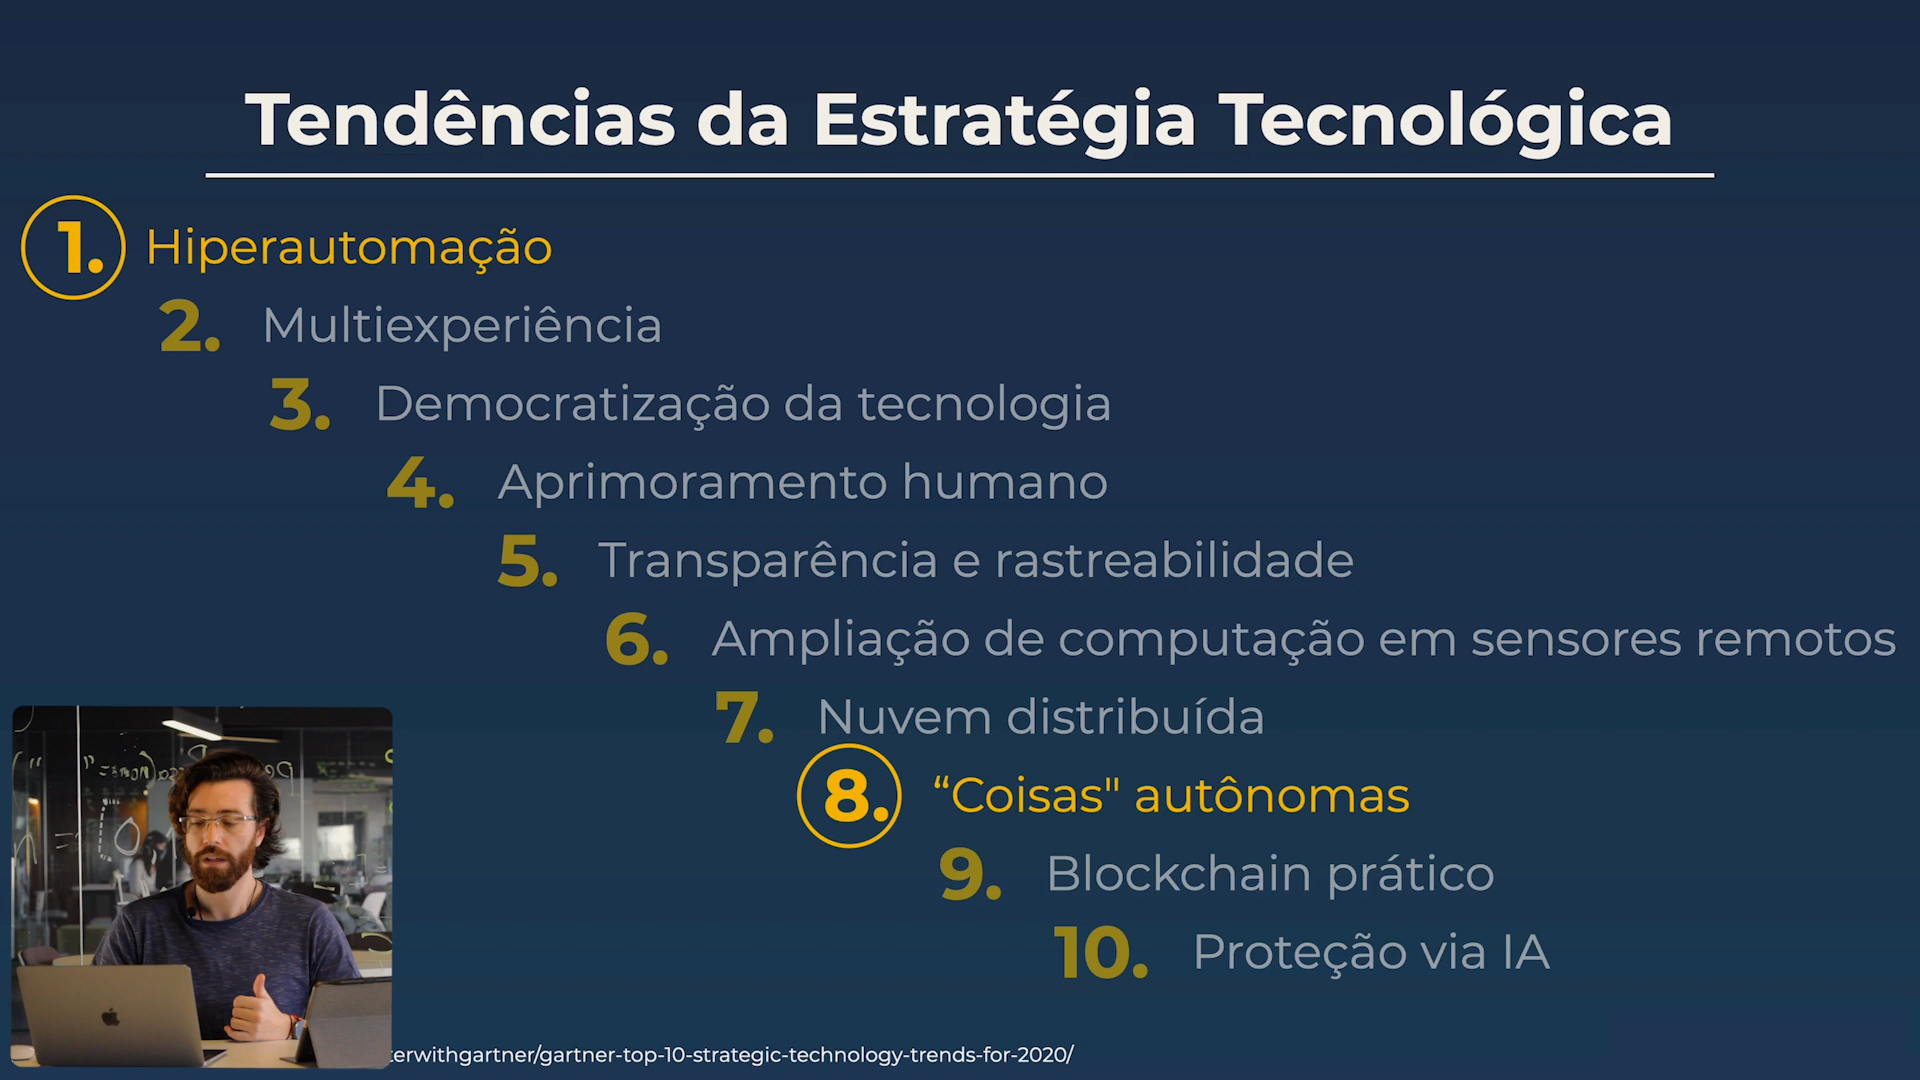 Tendências da Estratégia Tecnológica
1. Hiperautomação
2. Multiexperiência
3. Democratização da tecnologia
4. Aprimoramento humano
5. Transparência e rastreabilidade
6. Ampliação de computação em sensores remotos
7. Nuvem distribuída
8. “Coisas" autônomas
9. Blockchain prático
10. Proteção via IA
terwithgartner/gartner-top-10-strategic-technology-trends-for-2020/